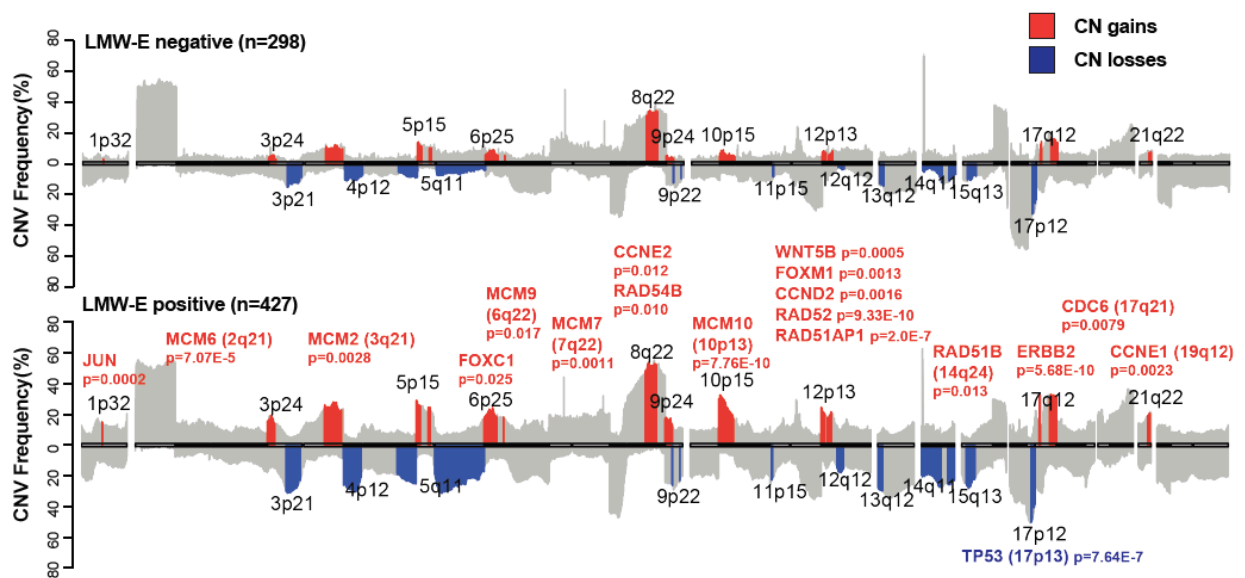 CN gains
CN losses
LMW-E negative (n=298)
CNV Frequency(%)
80
60
40
20
0
20
40
60
80
1p32
3p24
5p15
6p25
8q22
9p24
10p15
12p13
17q12
21q22
3p21
4p12
5q11
9p22
11p15
12q12
13q12
14q11
15q13
17p12
LMW-E positive (n=427)
CNV Frequency(%)
80
60
40
20
0
20
40
60
80
JUN
p=0.0002
MCM6 (2q21)
p=7.07E-5
MCM2 (3q21)
p=0.0028
FOXC1
p=0.025
MCM9
(6q22)
p=0.017
MCM7
(7q22)
p=0.0011
CCNE2
p=0.012
RAD54B
p=0.010
MCM10
(10p13)
p=7.76E-10
WNT5B p=0.0005
FOXM1 p=0.0013
CCND2 p=0.0016
RAD52 p=9.33E-10
RAD51AP1 p=2.0E-7
RAD51B
(14q24)
p=0.013
ERBB2
p=5.68E-10
CDC6 (17q21)
p=0.0079
CCNE1 (19q12)
p=0.0023
1p32
3p24
5p15
6p25
8q22
9p24
10p15
12p13
17q12
21q22
3p21
4p12
5q11
9p22
11p15
12q12
13q12
14q11
15q13
17p12
TP53 (17p13) p=7.64E-7